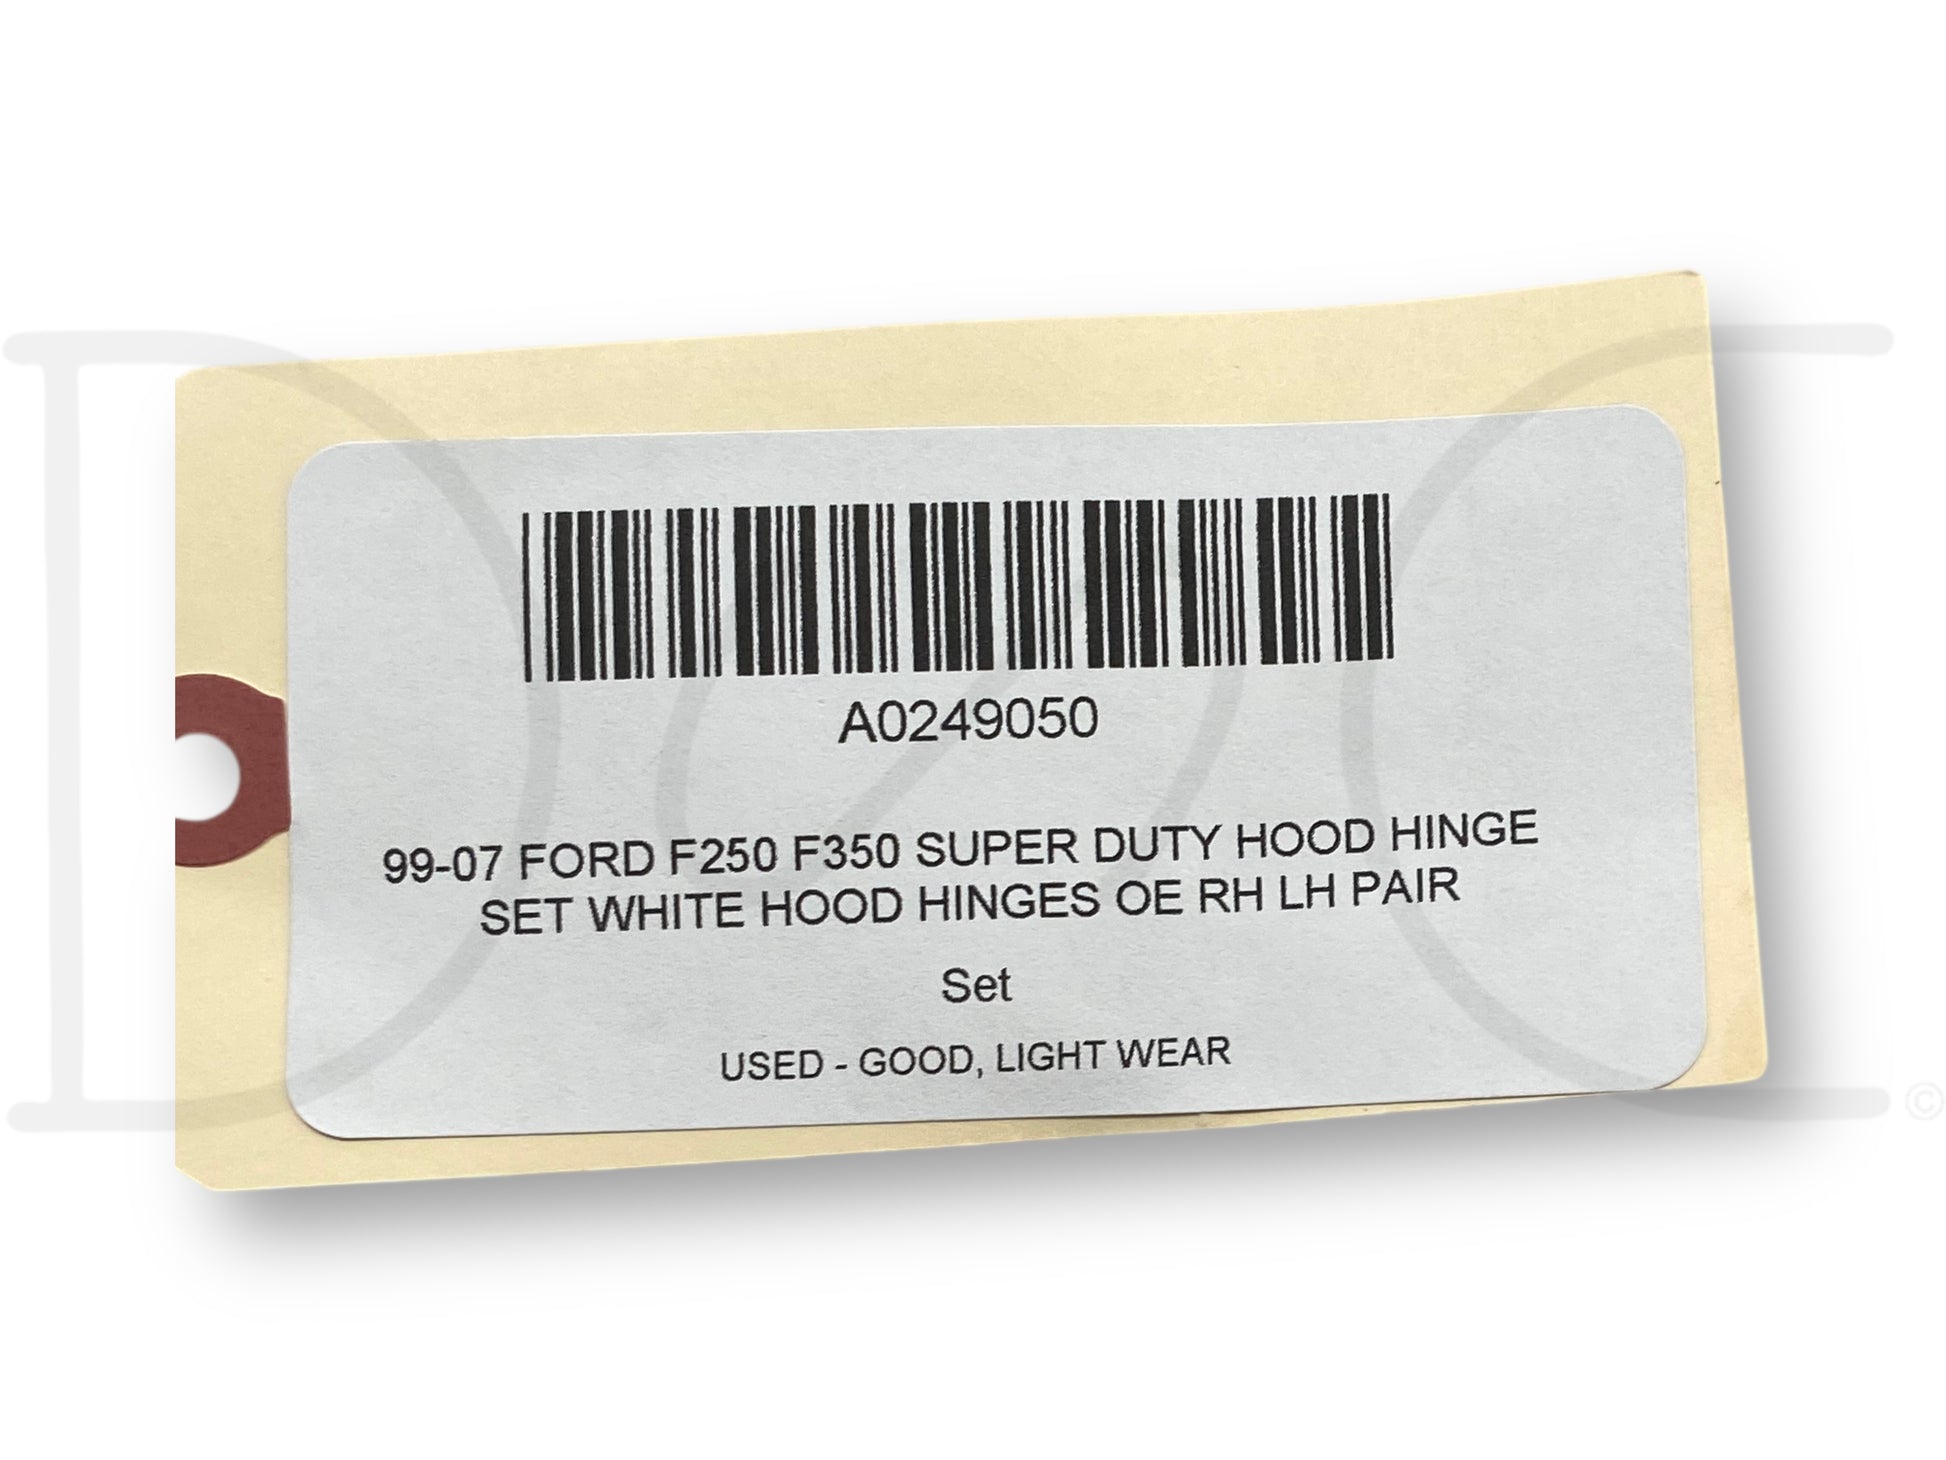 A0249050
99-07 FORD F250 F350 SUPER DUTY HOOD HINGE
SET WHITE HOOD HINGES OE RH LH PAIR
Set
USED - GOOD, LIGHT WEAR
©